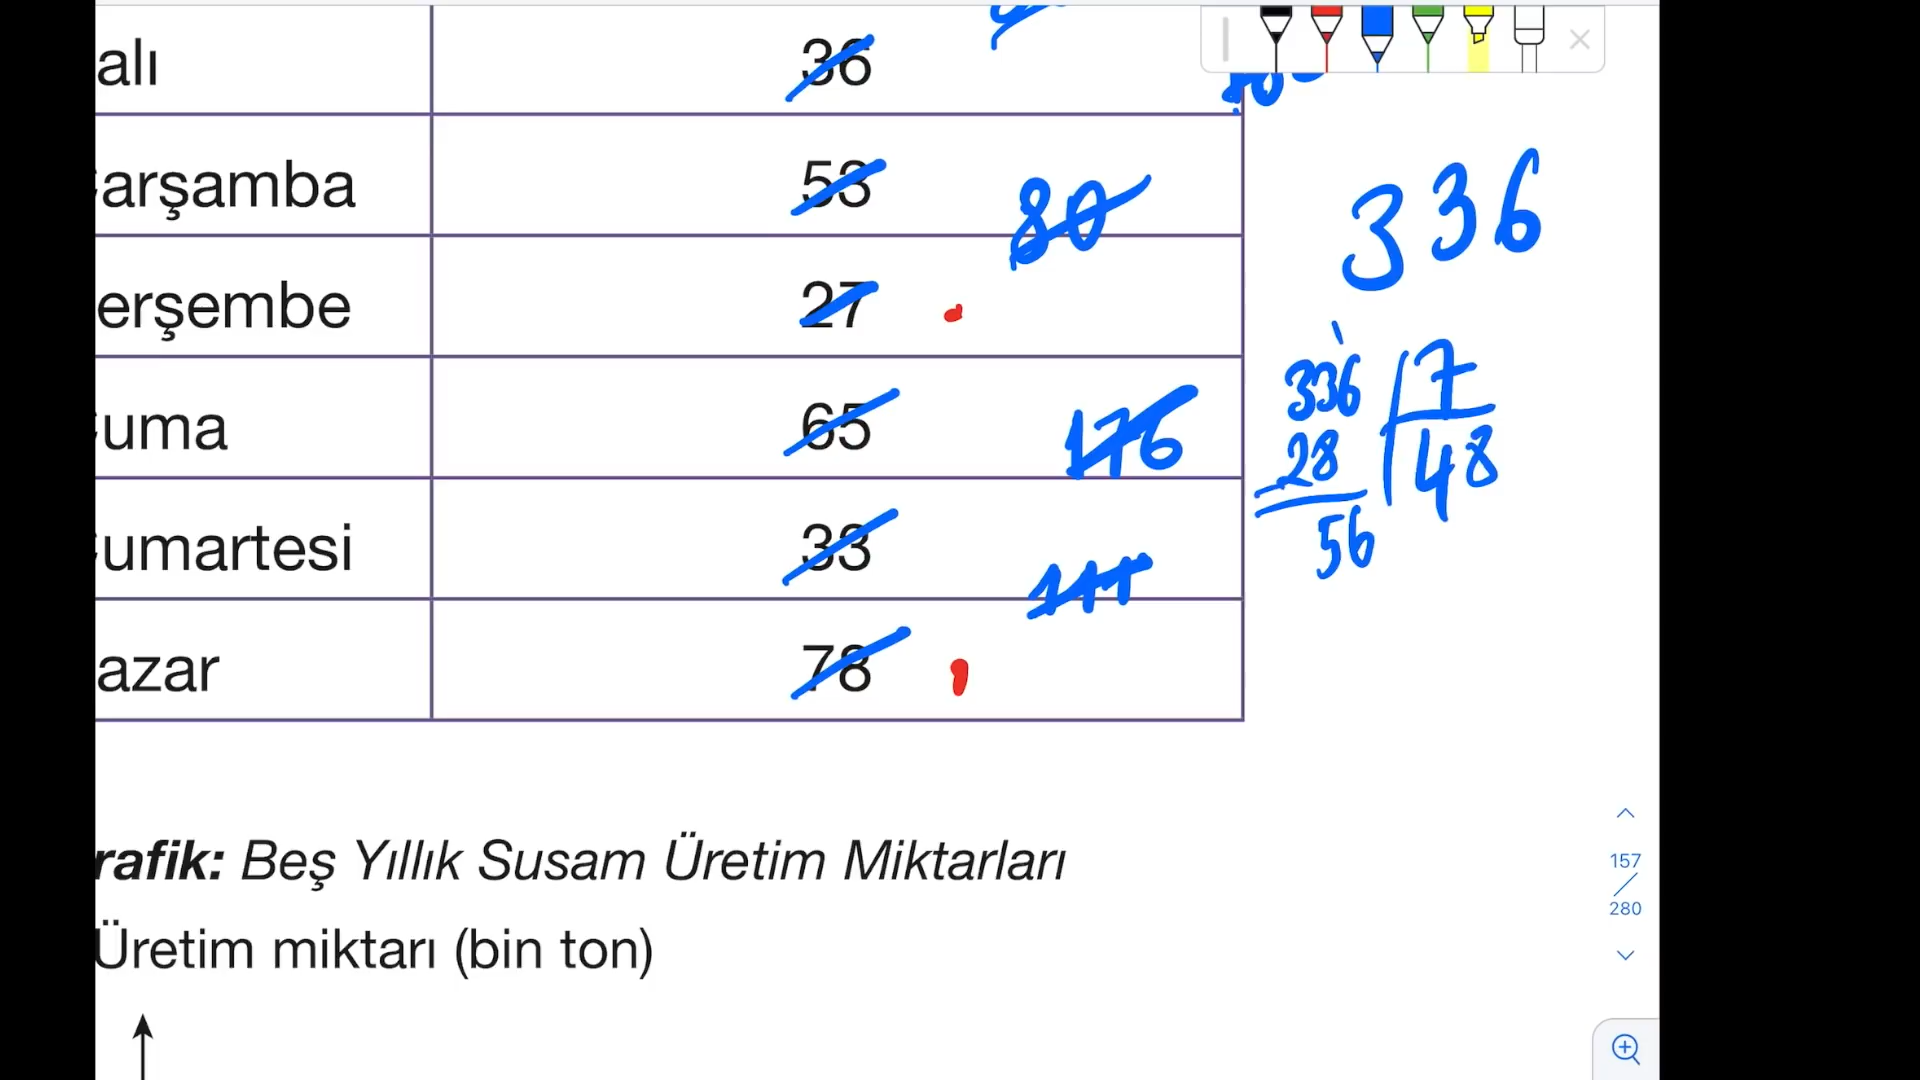 alı 36
arşamba 53
80
336
erşembe 27
336 7
uma 65 176 28 48
56
umartesi 33
111
azar 78
157
280
rafik: Beş Yıllık Susam Üretim Miktarları
Üretim miktarı (bin ton)